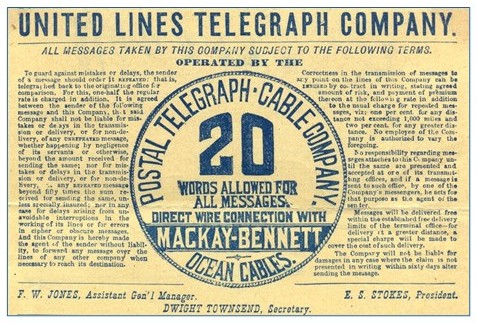 UNITED LINES TELEGRAPH COMPANY.
ALL MESSAGES TAKEN BY THIS COMPANY SUBJECT TO THE FOLLOWING TERMS.
OPERATED BY THE
To guard against mistakes or delays, the sender
of a message should order it REPEATED: that is,
telegraphed back to the originating office for
comparison. For this, one-half the regular
rate is charged in addition. It is agreed
between the sender of the following
message and this Company, that said
Company shall not be liable for mis-
takes or delays in the transmis-
sion or delivery, or for non-de-
livery, of any UNREPEATED message,
whether happening by negligence
of its servants or otherwise,
beyond the amount received for
sending the same; nor for mis-
takes or delays in the transmis-
sion or delivery, or for non-de-
livery, of any REPEATED message
beyond fifty times the sum re-
ceived for sending the same, un-
less specially insured; nor in any
case for delays arising from un-
avoidable interruptions in the
working of its lines or for errors
in cipher or obscure messages.
And this Company is hereby made
the agent of the sender without liabil-
ity, to forward any message over the
lines of any other company when
necessary to reach its destination.
POSTAL TELEGRAPH-CABLE COMPANY.
20
WORDS ALLOWED FOR
ALL MESSAGES.
DIRECT WIRE CONNECTION WITH
MACKAY-BENNETT
OCEAN CABLES.
Correctness in the transmission of messages to
any point on the lines of this Company can be
INSURED by contract in writing, stating agreed
amount of risk, and payment of premium
thereon at the following rate in addition
to the usual charge for repeated mes-
sages, viz: one per cent. for any dis-
tance not exceeding 1,000 miles and
two per cent. for any greater dis-
tance. No employee of the Com-
pany is authorized to vary the
foregoing.
No responsibility regarding mes-
sages attaches to this Company un-
til the same are presented and
accepted at one of its transmit-
ting offices, and if a message is
sent to such office, by one of the
Company's messengers, he acts for
that purpose as the agent of the
sender.
Messages will be delivered free
within the established free delivery
limits of the terminal office—for
delivery at a greater distance, a
special charge will be made to
cover the cost of such delivery.
The Company will not be liable for
damages in any case where the claim is not
presented in writing within sixty days after
sending the message.
F. W. JONES, Assistant Gen'l Manager.
E. S. STOKES, President.
DWIGHT TOWNSEND, Secretary.